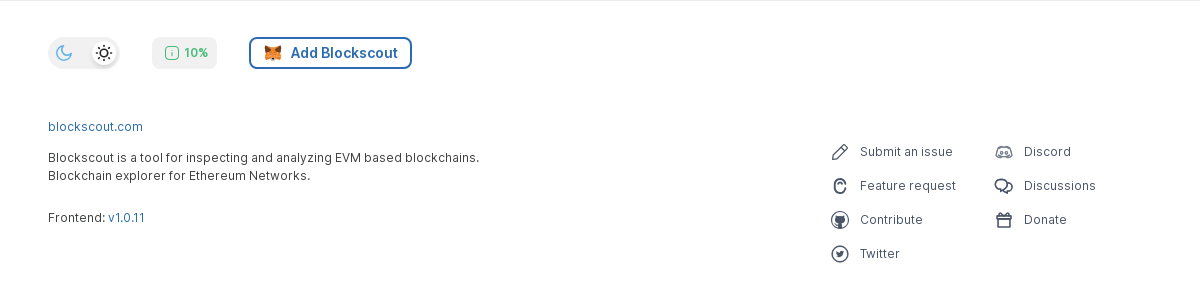 10%
Add Blockscout
blockscout.com
Blockscout is a tool for inspecting and analyzing EVM based blockchains.
Blockchain explorer for Ethereum Networks.
Frontend: v1.0.11
Submit an issue
Discord
Feature request
Discussions
Contribute
Donate
Twitter